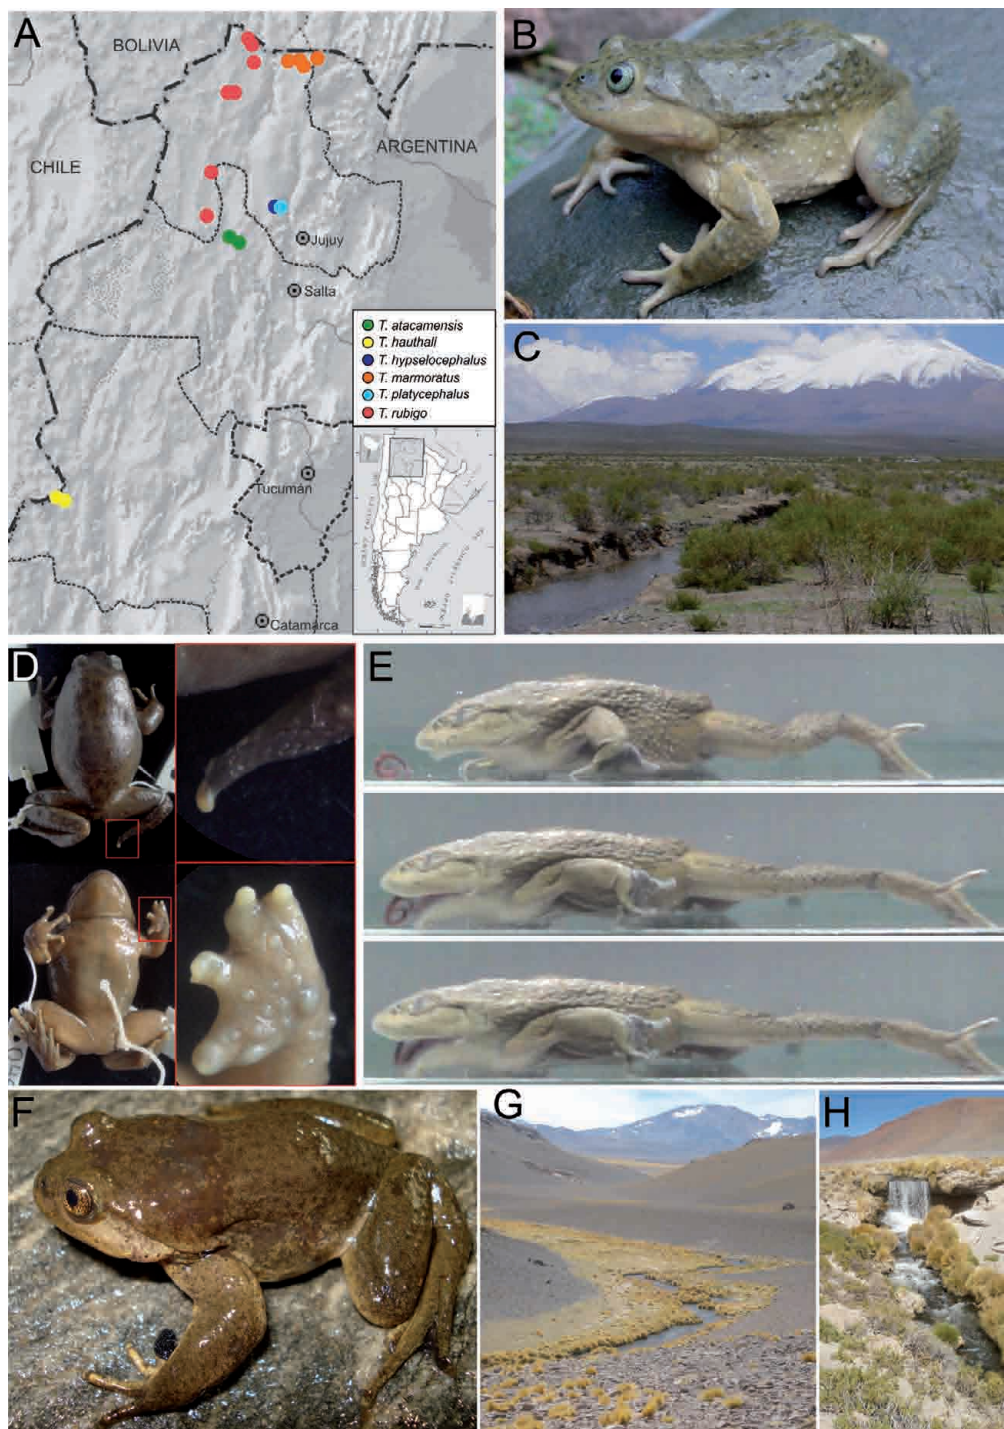 A
BOLIVIA
CHILE
ARGENTINA
Jujuy
Salta
T. atacamensis
T. hauthali
T. hypselocephalus
T. marmoratus
T. platycephalus
T. rubigo
Tucumán
Catamarca
B
C
D
E
F
G
H